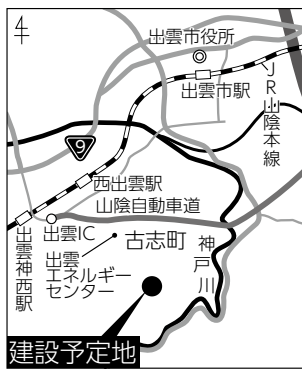 4
出雲市役所
出雲市駅
JR山陰本線
9
西出雲駅
山陰自動車道
出雲IC
古志町
神戸川
出雲神西駅
出雲
エネルギー
センター
建設予定地